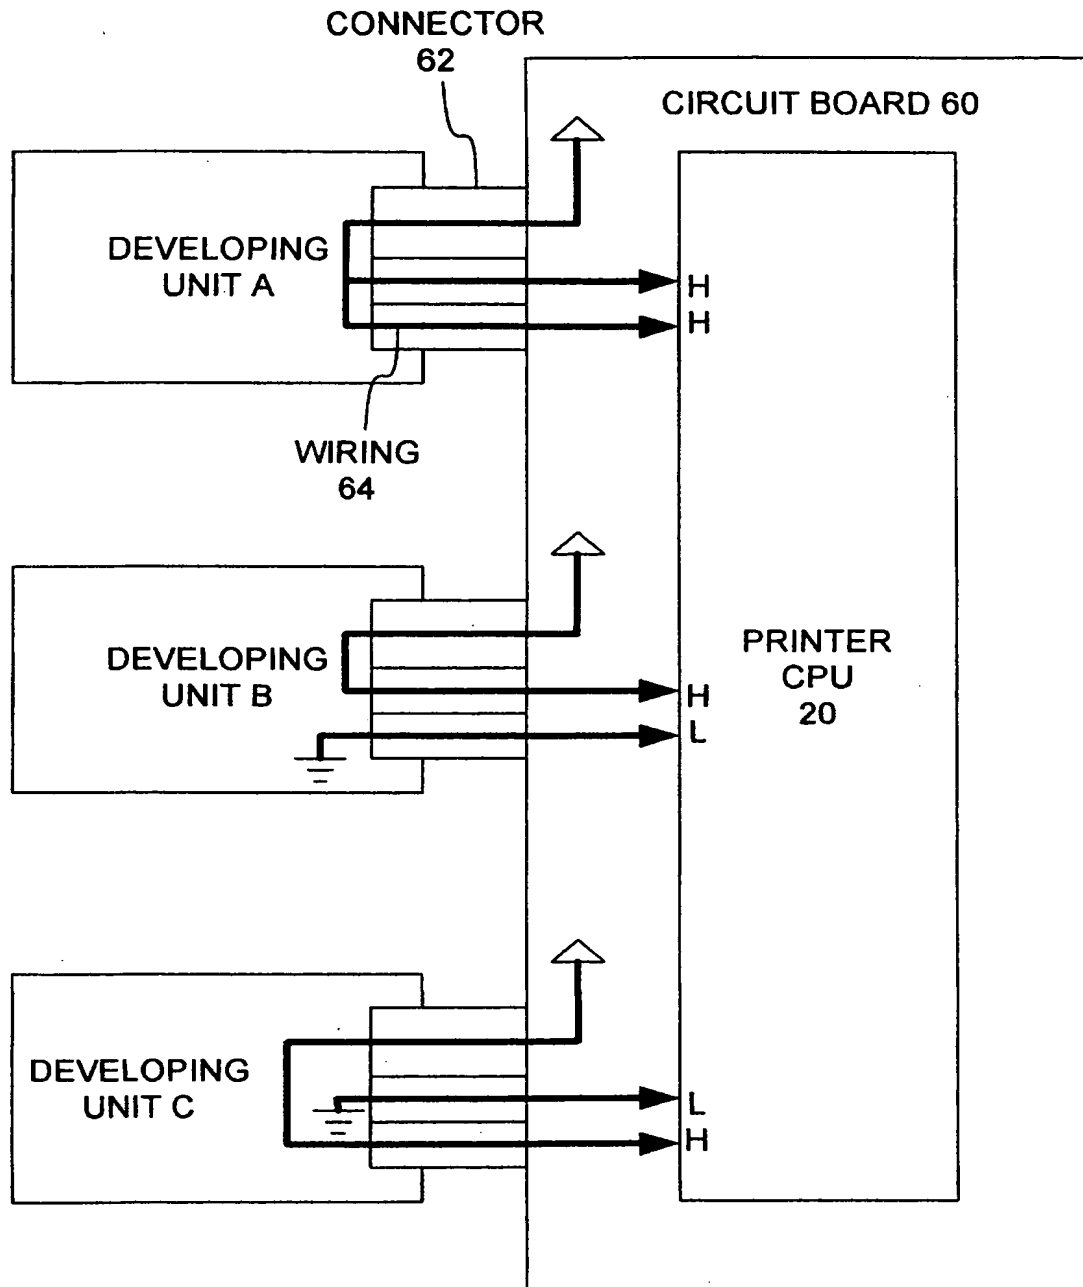 CONNECTOR
62
CIRCUIT BOARD 60
DEVELOPING
UNIT A
H
H
WIRING
64
DEVELOPING
UNIT B
H
L
PRINTER
CPU
20
DEVELOPING
UNIT C
L
H